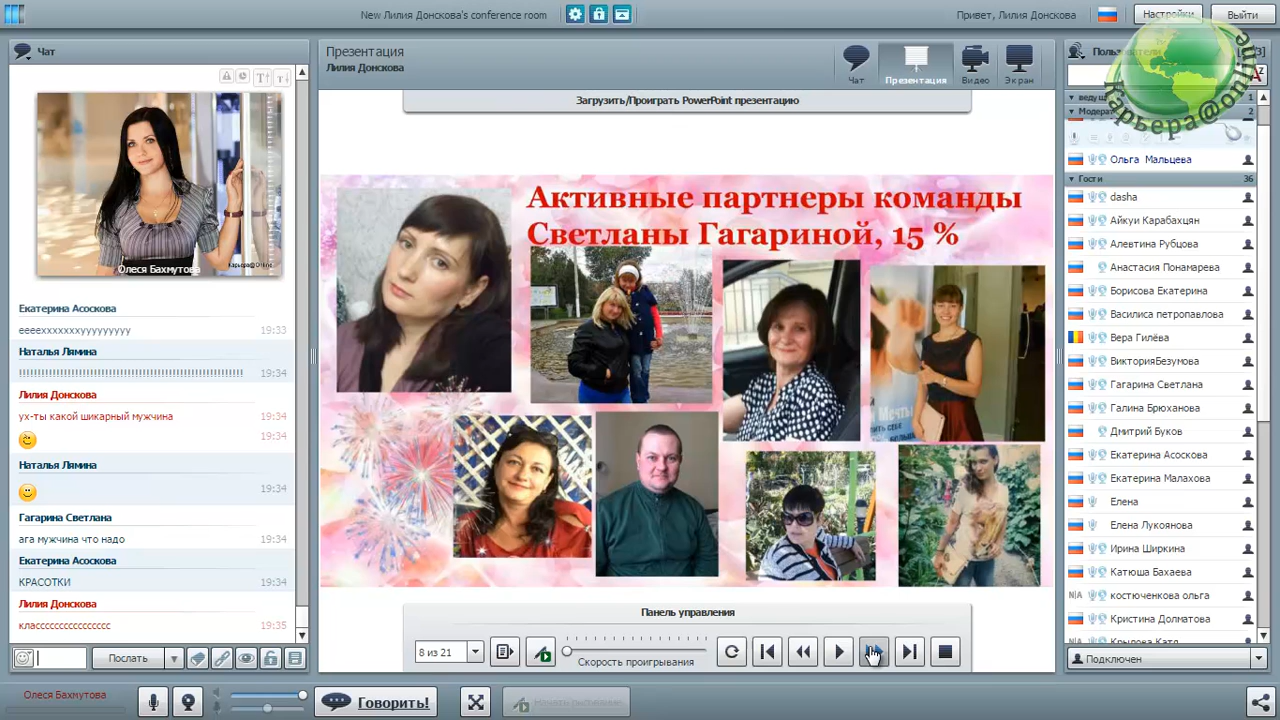 New Лилия Донскова's conference room
Привет, Лилия Донскова
Настройки
Выйти
Чат
Олеся Бахмутова
Карьера@Online
Екатерина Асоскова
ееееххххххууууууууу
19:33
Наталья Лямина
19:34
Лилия Донскова
ух-ты какой шикарный мужчина
19:34
Наталья Лямина
19:34
Гагарина Светлана
ага мужчина что надо
19:34
Екатерина Асоскова
КРАСОТКИ
19:34
Лилия Донскова
19:35
Послать
Презентация
Лилия Донскова
Чат
Презентация
Видео
Экран
Загрузить/Проиграть PowerPoint презентацию
Активные партнеры команды
Светланы Гагариной, 15 %
Панель управления
8 из 21
Скорость проигрывания
Карьера@online
2
Ольга Мальцева
Гости
36
dasha
Айкуи Карабахцян
Алевтина Рубцова
Анастасия Понамарева
Борисова Екатерина
Василиса петропавлова
Вера Гилёва
ВикторияБезумова
Гагарина Светлана
Галина Брюханова
Дмитрий Буков
Екатерина Асоскова
Екатерина Малахова
Елена
Елена Лукоянова
Ирина Ширкина
Катюша Бахаева
N|A костюченкова ольга
Кристина Долматова
Подключен
Олеся Бахмутова
Говорить!